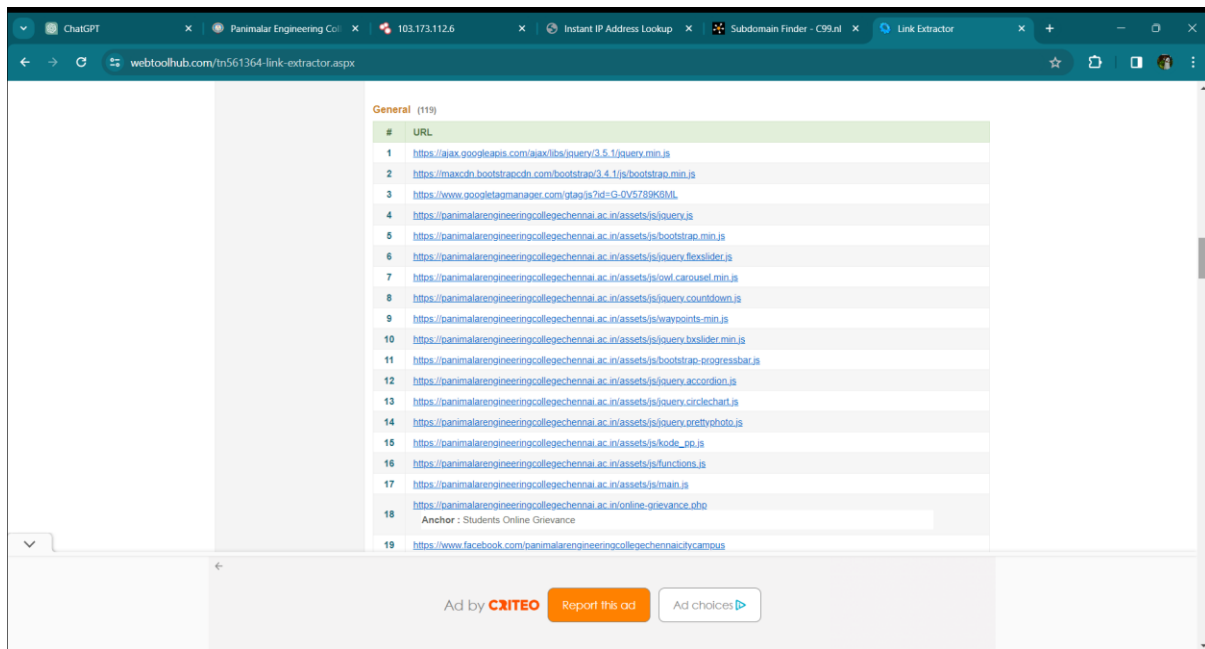 ChatGPT
Panimalar Engineering Col
103.173.112.6
Instant IP Address Lookup
Subdomain Finder - C99.nl
Link Extractor
webtoolhub.com/tn561364-link-extractor.aspx
General (119)
# URL
1 https://ajax.googleapis.com/ajax/libs/jquery/3.5.1/jquery.min.js
2 https://maxcdn.bootstrapcdn.com/bootstrap/3.4.1/js/bootstrap.min.js
3 https://www.googletagmanager.com/gtag/js?id=G-0V5789K6ML
4 https://panimalarengineeringcollegechennai.ac.in/assets/js/jquery.js
5 https://panimalarengineeringcollegechennai.ac.in/assets/js/bootstrap.min.js
6 https://panimalarengineeringcollegechennai.ac.in/assets/js/jquery.flexslider.js
7 https://panimalarengineeringcollegechennai.ac.in/assets/js/owl.carousel.min.js
8 https://panimalarengineeringcollegechennai.ac.in/assets/js/jquery.countdown.js
9 https://panimalarengineeringcollegechennai.ac.in/assets/js/waypoints-min.js
10 https://panimalarengineeringcollegechennai.ac.in/assets/js/jquery.bxslider.min.js
11 https://panimalarengineeringcollegechennai.ac.in/assets/js/bootstrap-progressbar.js
12 https://panimalarengineeringcollegechennai.ac.in/assets/js/jquery.accordion.js
13 https://panimalarengineeringcollegechennai.ac.in/assets/js/jquery.circlechart.js
14 https://panimalarengineeringcollegechennai.ac.in/assets/js/jquery.prettyphoto.js
15 https://panimalarengineeringcollegechennai.ac.in/assets/js/kode_pp.js
16 https://panimalarengineeringcollegechennai.ac.in/assets/js/functions.js
17 https://panimalarengineeringcollegechennai.ac.in/assets/js/main.js
18 https://panimalarengineeringcollegechennai.ac.in/online-grievance.php
Anchor : Students Online Grievance
19 https://www.facebook.com/panimalarengineeringcollegechennaicitycampus
Ad by CRITEO Report this ad Ad choices